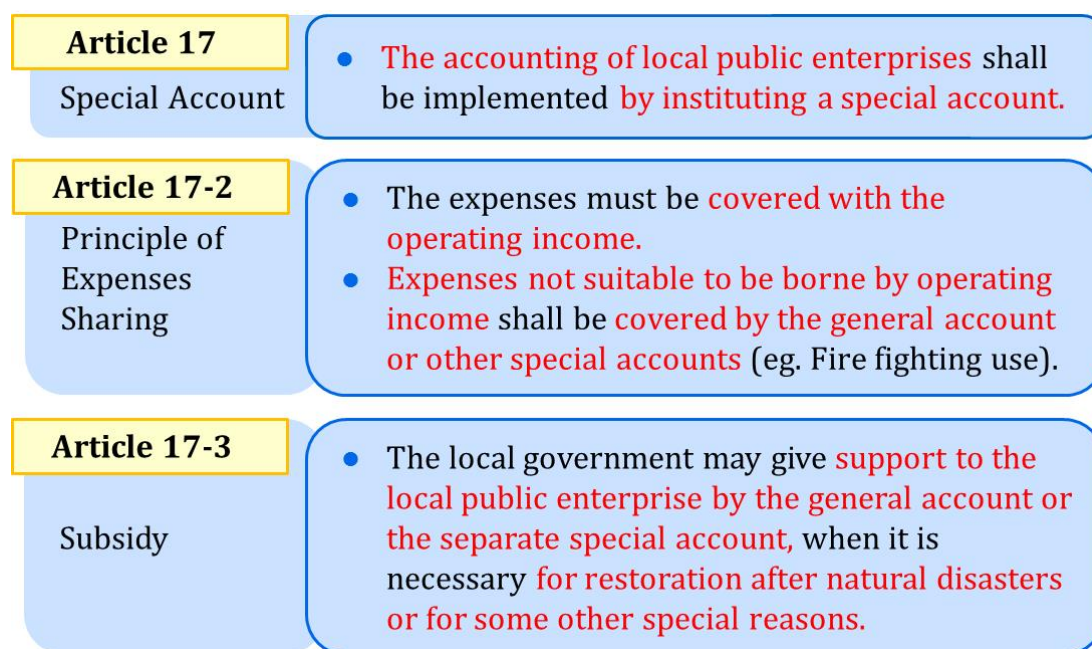 Article 17
Special Account
● The accounting of local public enterprises shall
be implemented by instituting a special account.
Article 17-2
Principle of
Expenses
Sharing
● The expenses must be covered with the
operating income.
● Expenses not suitable to be borne by operating
income shall be covered by the general account
or other special accounts (eg. Fire fighting use).
Article 17-3
Subsidy
● The local government may give support to the
local public enterprise by the general account or
the separate special account, when it is
necessary for restoration after natural disasters
or for some other special reasons.